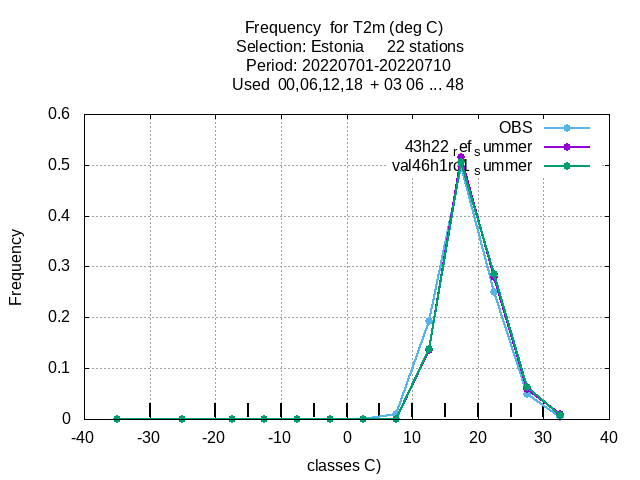 Frequency  for T2m (deg C)
Selection: Estonia     22 stations
Period: 20220701-20220710
Used  00,06,12,18  + 03 06 ... 48
OBS
43h22_ref_summer
val46h1rc1_summer
0.6
0.5
0.4
0.3
0.2
0.1
0
Frequency
-40 -30 -20 -10 0 10 20 30 40
classes C)